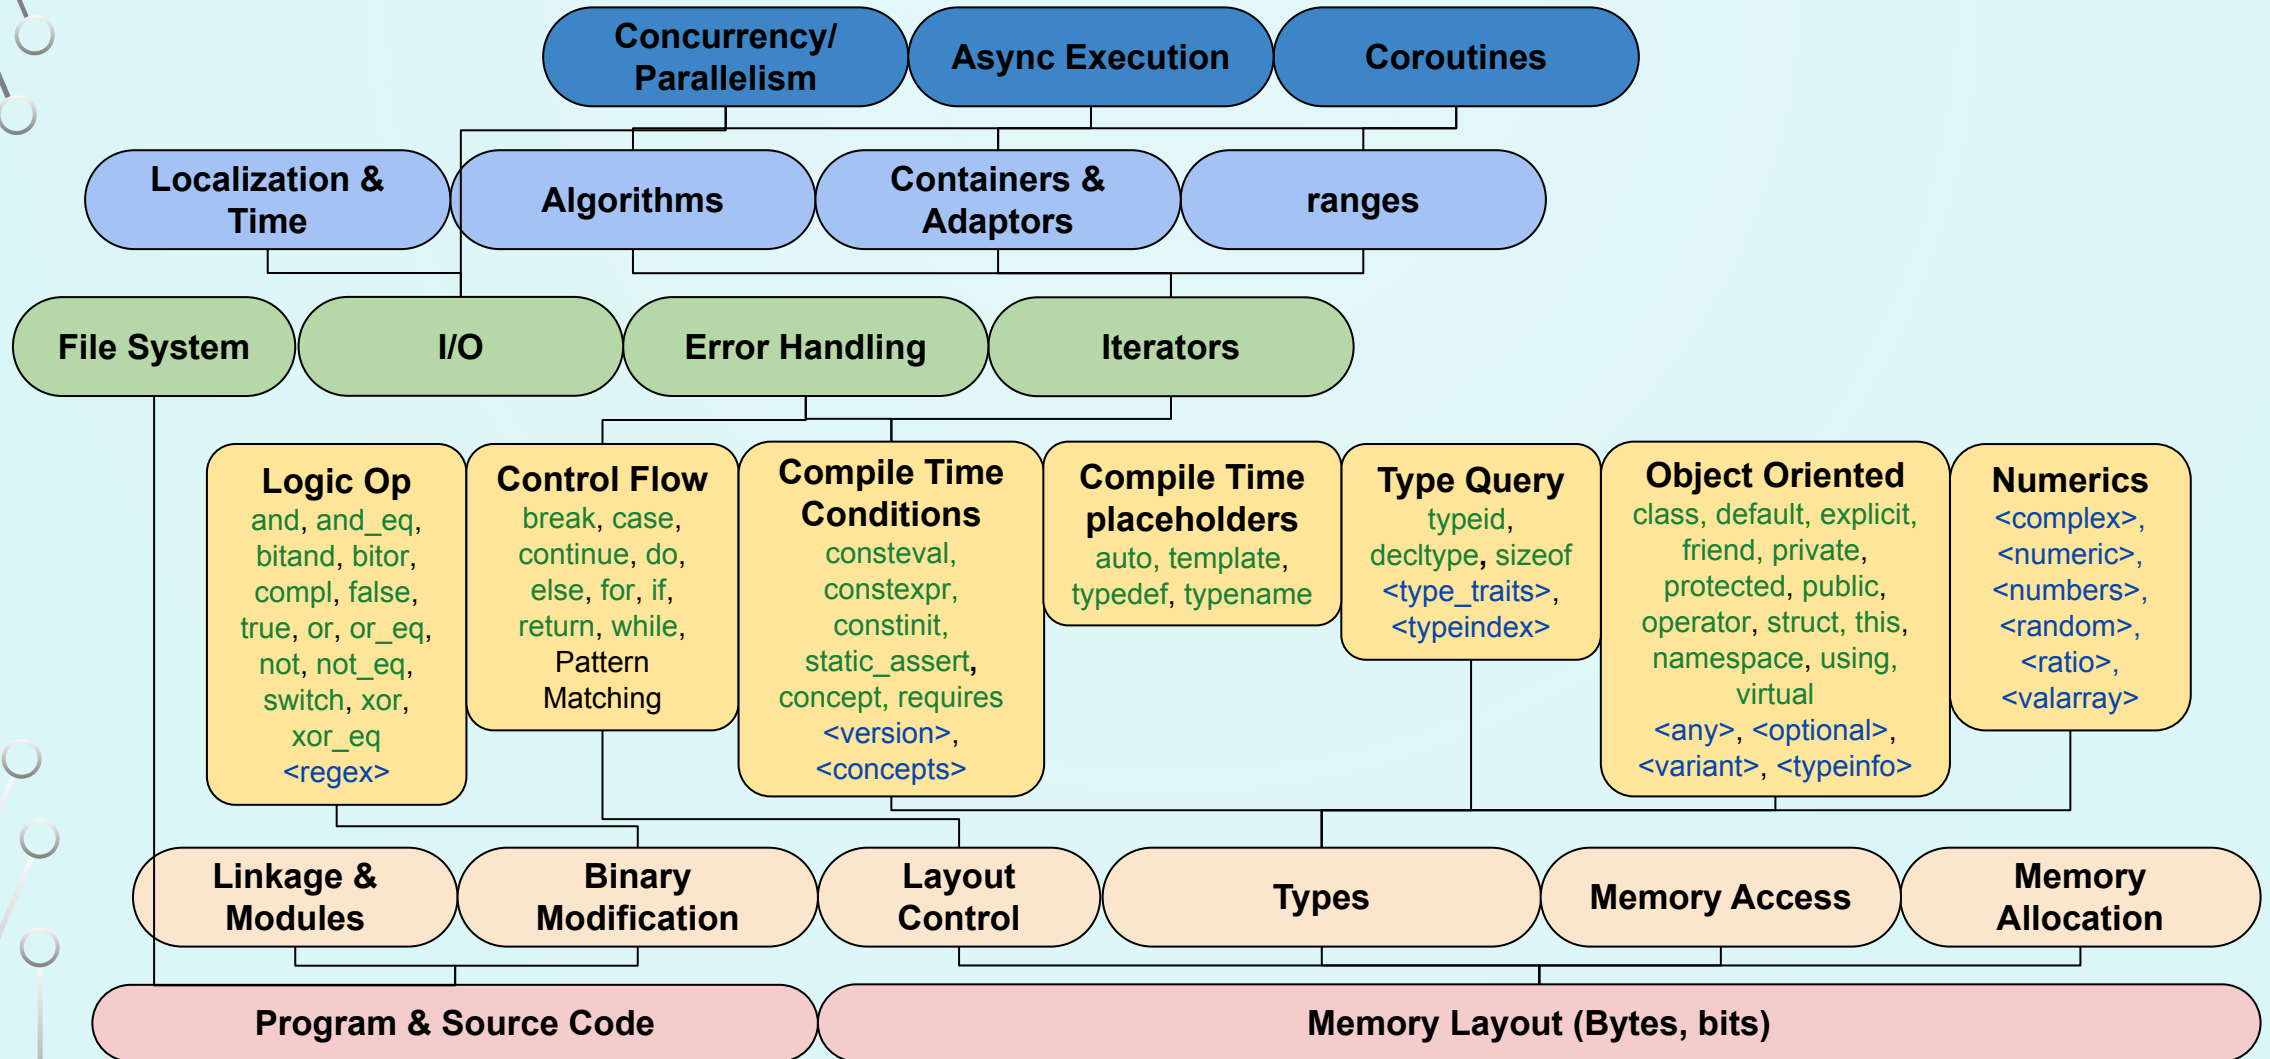 Concurrency/
Parallelism
Async Execution
Coroutines
Localization &
Time
Algorithms
Containers &
Adaptors
ranges
File System
I/O
Error Handling
Iterators
Logic Op
and, and_eq,
bitand, bitor,
compl, false,
true, or, or_eq,
not, not_eq,
switch, xor,
xor_eq
<regex>
Control Flow
break, case,
continue, do,
else, for, if,
return, while,
Pattern
Matching
Compile Time
Conditions
consteval,
constexpr,
constinit,
static_assert,
concept, requires
<version>,
<concepts>
Compile Time
placeholders
auto, template,
typedef, typename
Type Query
typeid,
decltype, sizeof
<type_traits>,
<typeindex>
Object Oriented
class, default, explicit,
friend, private,
protected, public,
operator, struct, this,
namespace, using,
virtual
<any>, <optional>,
<variant>, <typeinfo>
Numerics
<complex>,
<numeric>,
<numbers>,
<random>,
<ratio>,
<valarray>
Linkage &
Modules
Binary
Modification
Layout
Control
Types
Memory Access
Memory
Allocation
Program & Source Code
Memory Layout (Bytes, bits)